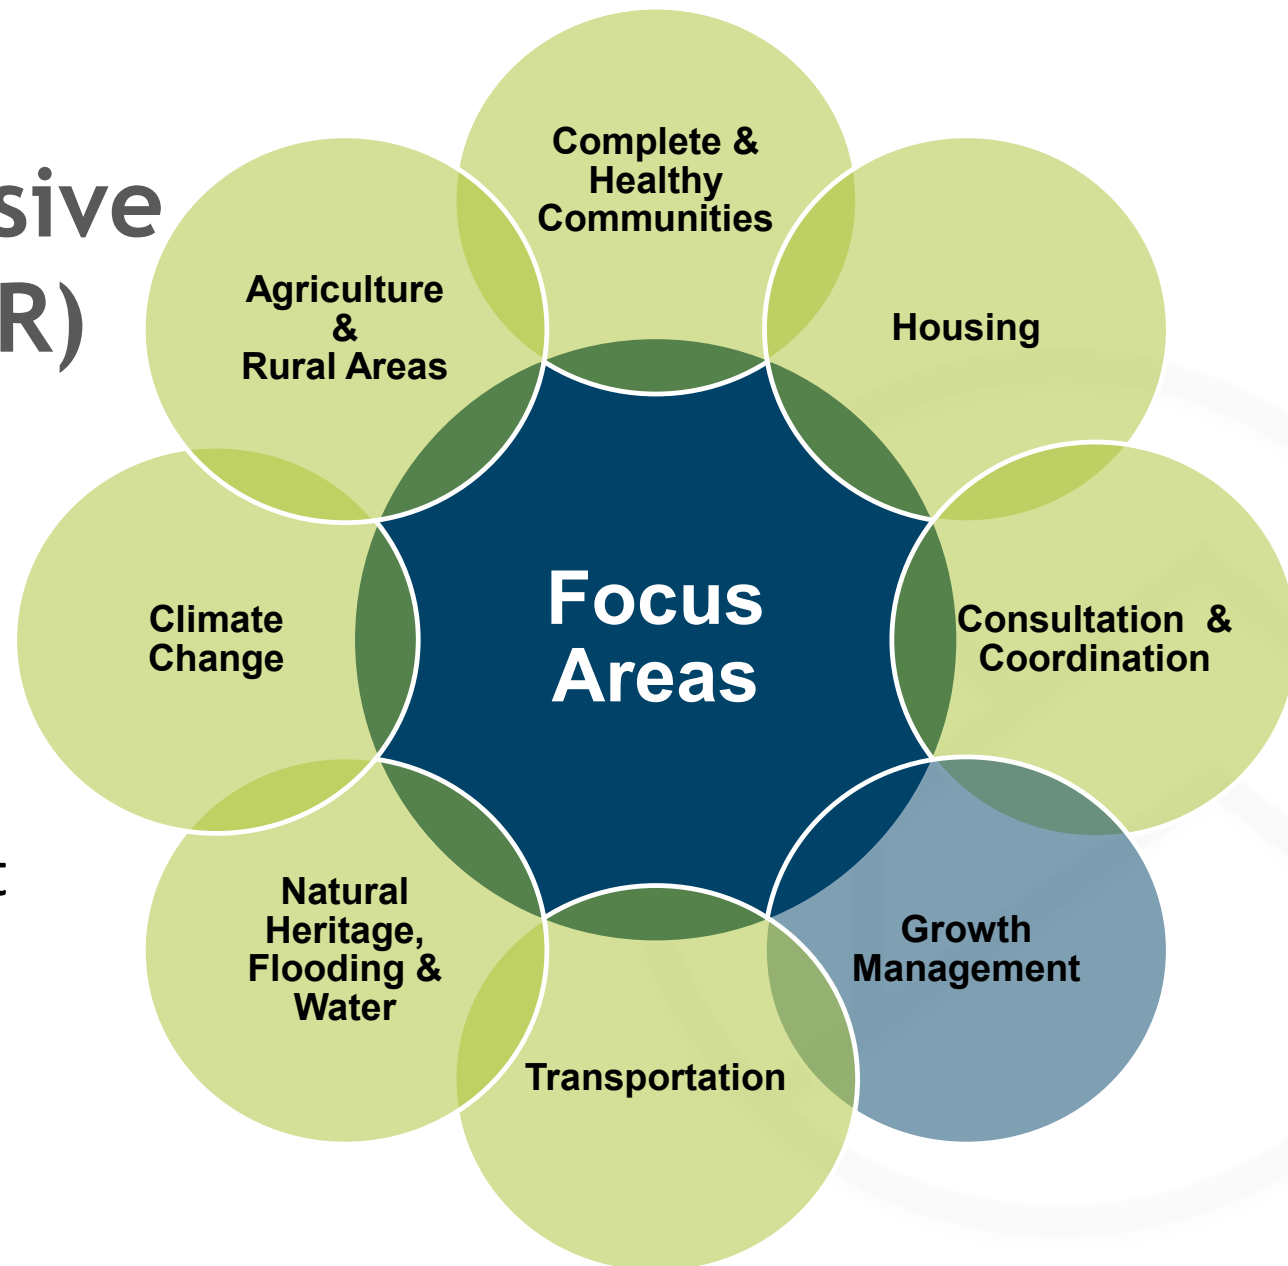 sive
R)
Complete &
Healthy
Communities
Agriculture
&
Rural Areas
Housing
Climate
Change
Focus
Areas
Consultation  &
Coordination
t
Natural
Heritage,
Flooding &
Water
Growth
Management
Transportation